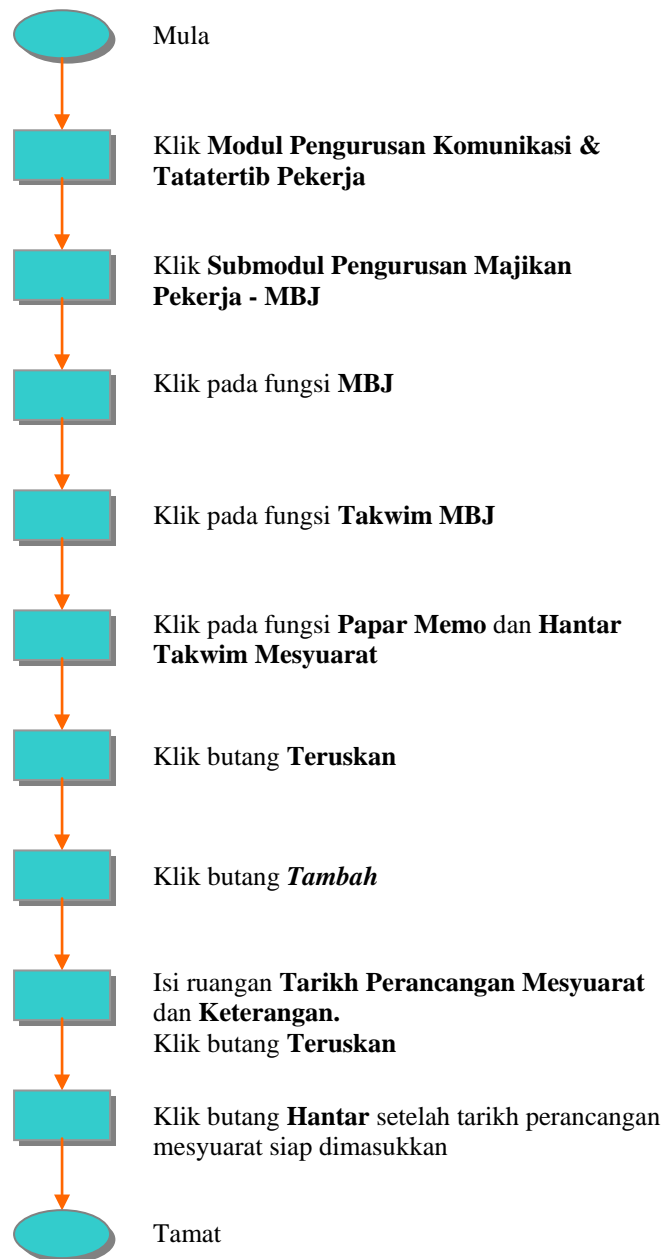 Mula
Klik Modul Pengurusan Komunikasi &
Tatatertib Pekerja
Klik Submodul Pengurusan Majikan
Pekerja - MBJ
Klik pada fungsi MBJ
Klik pada fungsi Takwim MBJ
Klik pada fungsi Papar Memo dan Hantar
Takwim Mesyuarat
Klik butang Teruskan
Klik butang Tambah
Isi ruangan Tarikh Perancangan Mesyuarat
dan Keterangan.
Klik butang Teruskan
Klik butang Hantar setelah tarikh perancangan
mesyuarat siap dimasukkan
Tamat